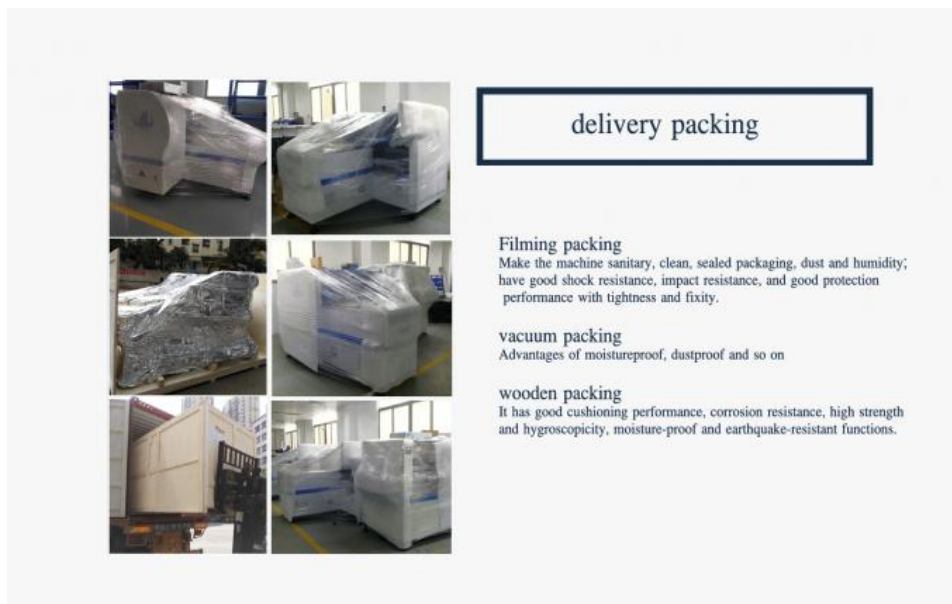 delivery packing
Filming packing
Make the machine sanitary, clean, sealed packaging, dust and humidity;
have good shock resistance, impact resistance, and good protection
performance with tightness and fixity.
vacuum packing
Advantages of moistureproof, dustproof and so on
wooden packing
It has good cushioning performance, corrosion resistance, high strength
and hygroscopicity, moisture-proof and earthquake-resistant functions.